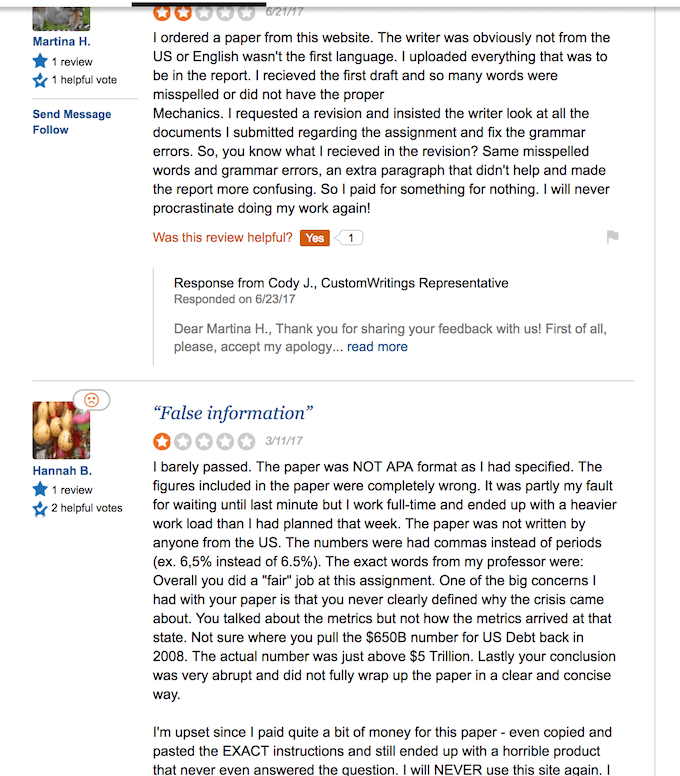 6/21/17
Martina H.
1 review
1 helpful vote
Send Message
Follow
I ordered a paper from this website. The writer was obviously not from the
US or English wasn't the first language. I uploaded everything that was to
be in the report. I recieved the first draft and so many words were
misspelled or did not have the proper
Mechanics. I requested a revision and insisted the writer look at all the
documents I submitted regarding the assignment and fix the grammar
errors. So, you know what I recieved in the revision? Same misspelled
words and grammar errors, an extra paragraph that didn't help and made
the report more confusing. So I paid for something for nothing. I will never
procrastinate doing my work again!
Was this review helpful? Yes 1
Response from Cody J., CustomWritings Representative
Responded on 6/23/17
Dear Martina H., Thank you for sharing your feedback with us! First of all,
please, accept my apology... read more
Hannah B.
1 review
2 helpful votes
“False information”
3/11/17
I barely passed. The paper was NOT APA format as I had specified. The
figures included in the paper were completely wrong. It was partly my fault
for waiting until last minute but I work full-time and ended up with a heavier
work load than I had planned that week. The paper was not written by
anyone from the US. The numbers were had commas instead of periods
(ex. 6,5% instead of 6.5%). The exact words from my professor were:
Overall you did a "fair" job at this assignment. One of the big concerns I
had with your paper is that you never clearly defined why the crisis came
about. You talked about the metrics but not how the metrics arrived at that
state. Not sure where you pull the $650B number for US Debt back in
2008. The actual number was just above $5 Trillion. Lastly your conclusion
was very abrupt and did not fully wrap up the paper in a clear and concise
way.
I'm upset since I paid quite a bit of money for this paper - even copied and
pasted the EXACT instructions and still ended up with a horrible product
that never even answered the question. I will NEVER use this site again. I